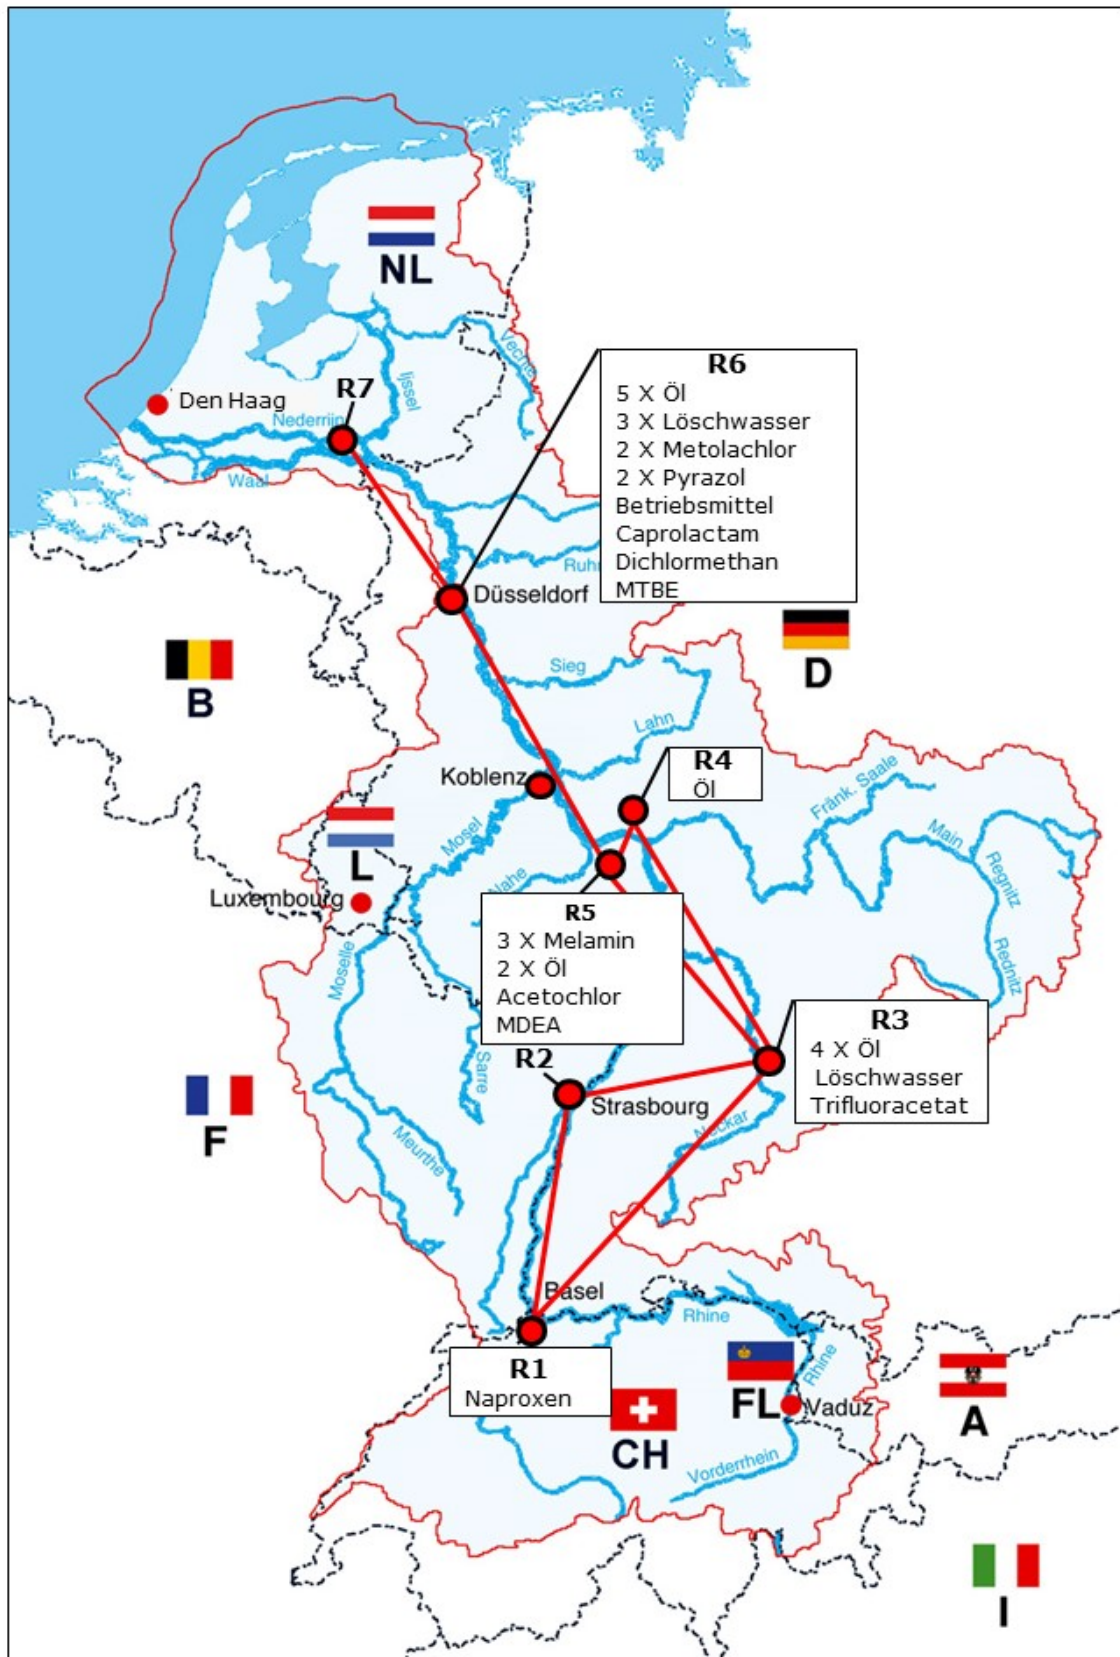 NL
Vechte
Ijssel
R7
Den Haag
Nederrijn
Waal
R6
5 X Öl
3 X Löschwasser
2 X Metolachlor
2 X Pyrazol
Betriebsmittel
Caprolactam
Dichlormethan
MTBE
Ruhr
Düsseldorf
D
B
Sieg
Lahn
Koblenz
R4
Öl
Fränk. Saale
Main
Regnitz
Rednitz
Mosel
L
Nahe
Luxembourg
R5
3 X Melamin
2 X Öl
Acetochlor
MDEA
Moselle
Sarre
R3
4 X Öl
Löschwasser
Trifluoracetat
R2
Strasbourg
F
Meurthe
Neckar
Basel
Rhine
Rhine
R1
Naproxen
CH
FL
Vaduz
A
Vorderrhein
I